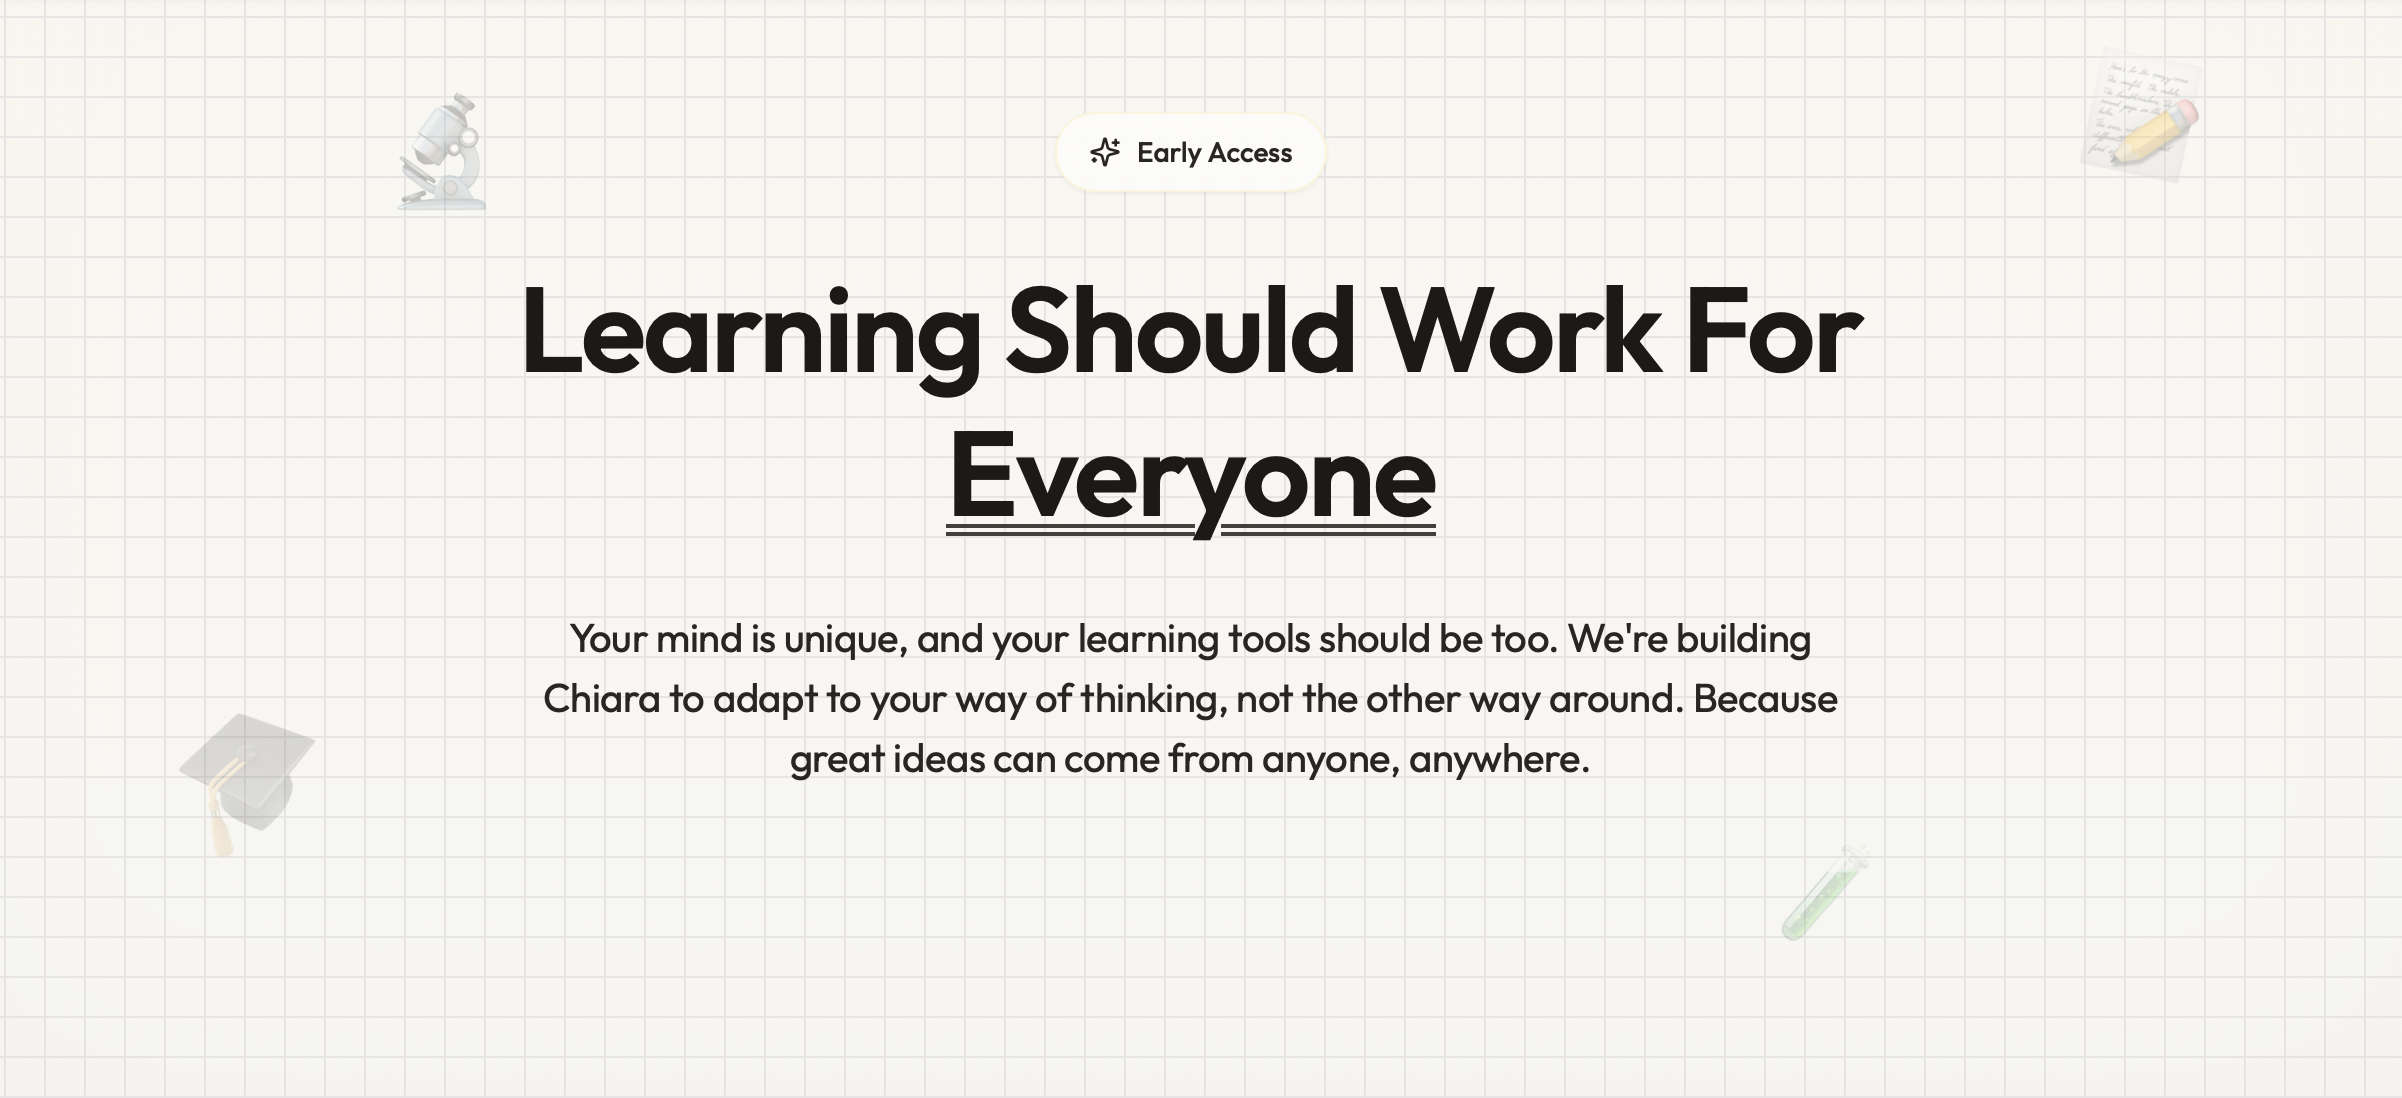 Early Access
Learning Should Work For
Everyone
Your mind is unique, and your learning tools should be too. We're building
Chiara to adapt to your way of thinking, not the other way around. Because
great ideas can come from anyone, anywhere.